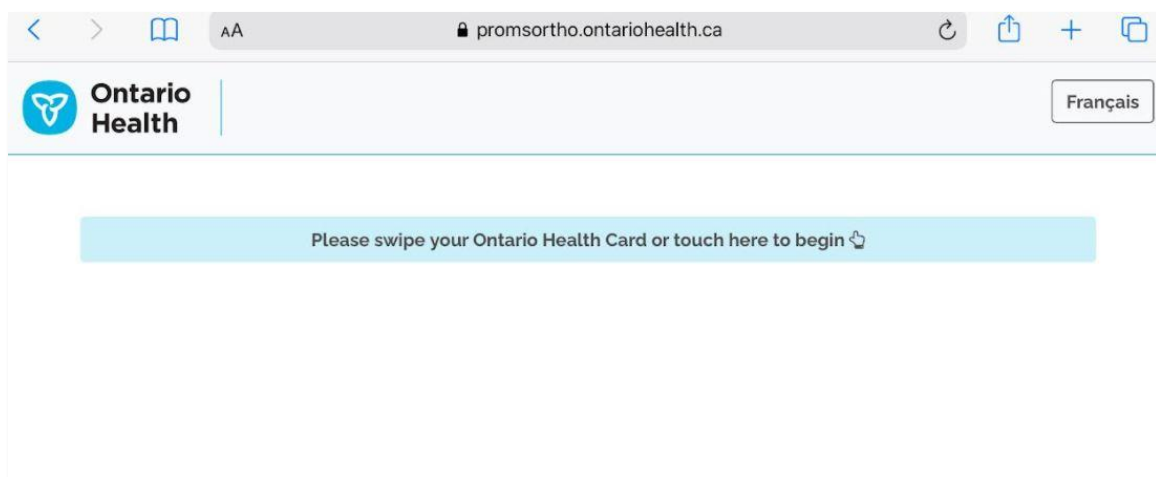 AA promsortho.ontariohealth.ca
Ontario
Health
Français
Please swipe your Ontario Health Card or touch here to begin